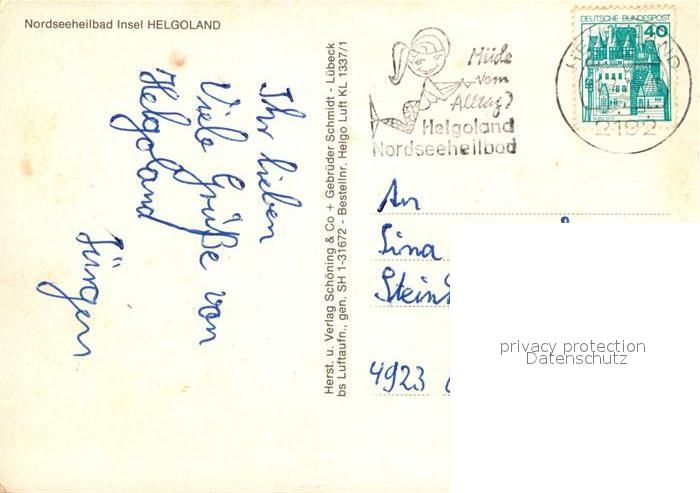 Nordseeheilbad Insel HELGOLAND
Ihr lieben
Viele Grüße von
Helgoland
Jürgen
Herst. u. Verlag Schöning & Co + Gebrüder Schmidt - Lübeck
bs Luftaufn., gen. SH 1-31672 - Bestellnr. Helgo Luft KL 1337/1
Müde
vom
Alltag?
Helgoland
Nordseeheilbad
DEUTSCHE BUNDESPOST
40
2192
An
4923
privacy protection
Datenschutz